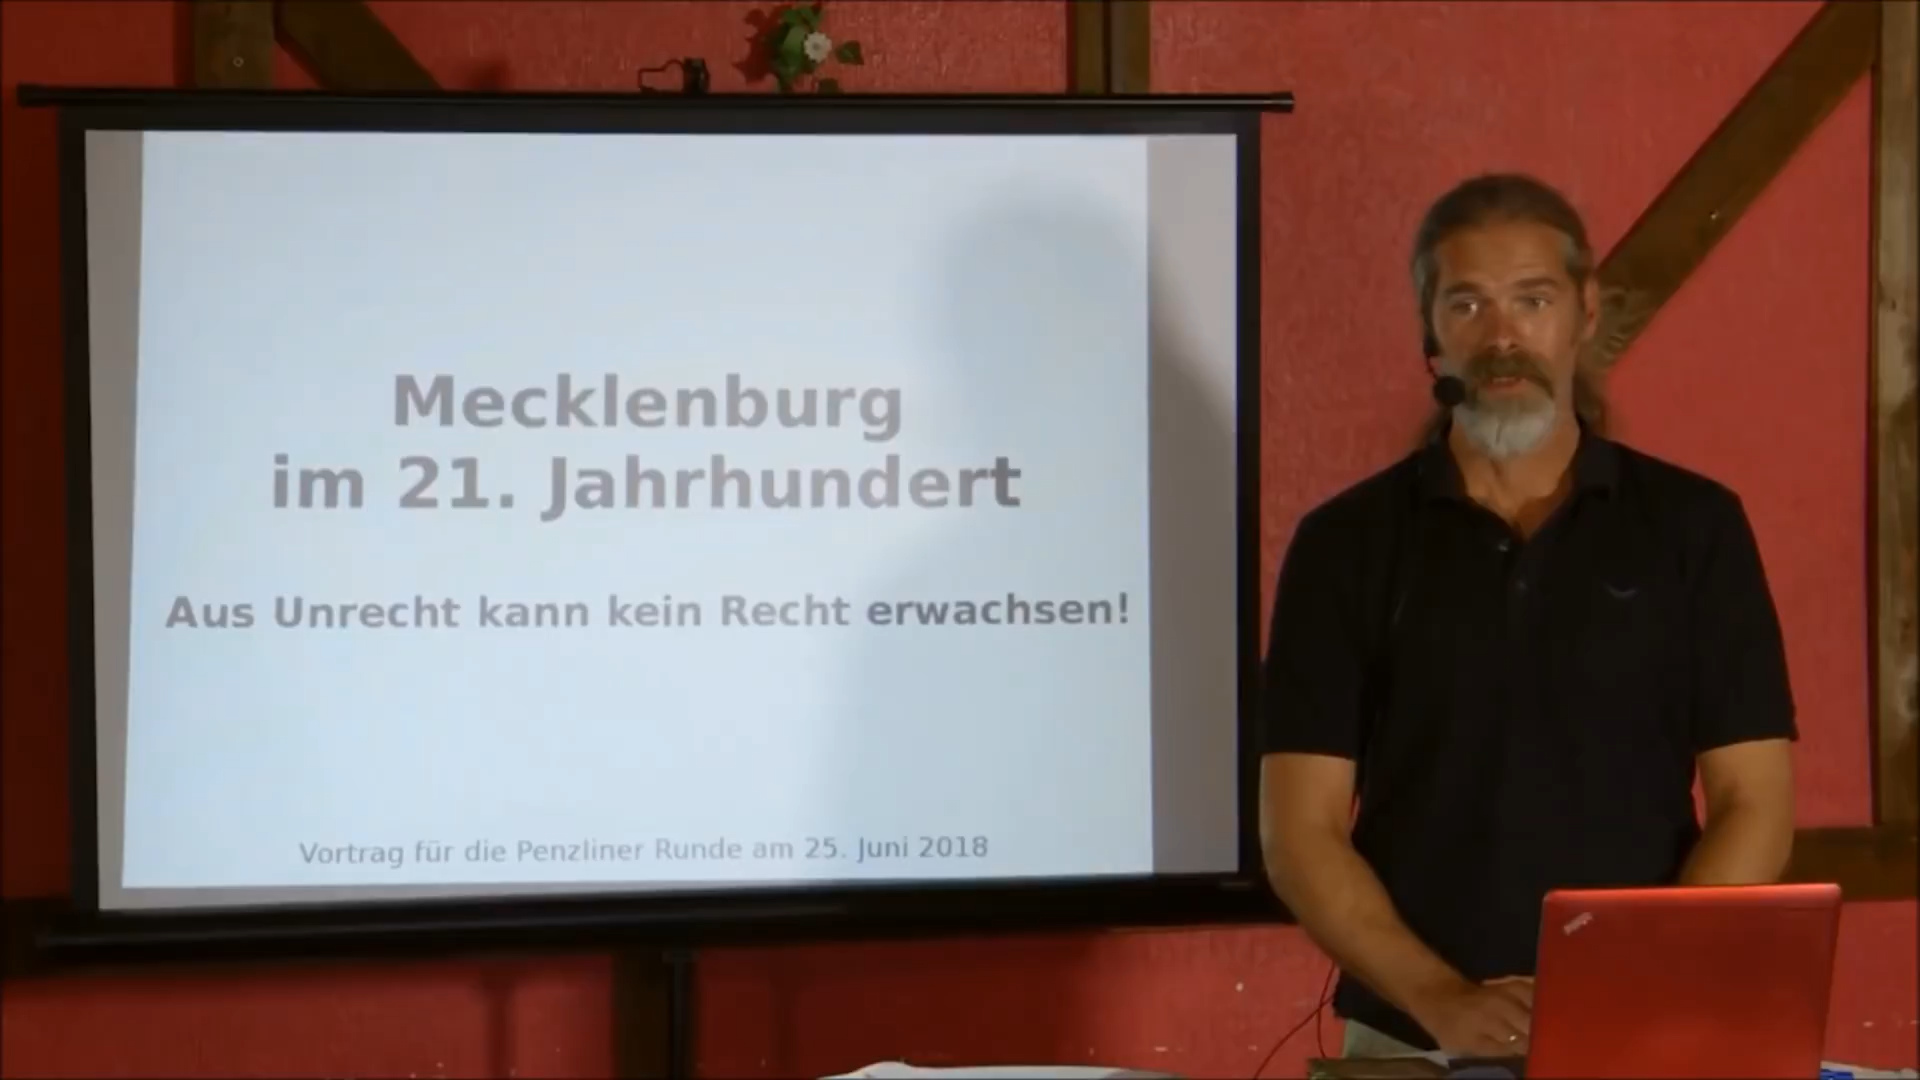 Mecklenburg
im 21. Jahrhundert
Aus Unrecht kann kein Recht erwachsen!
Vortrag für die Penzliner Runde am 25. Juni 2018